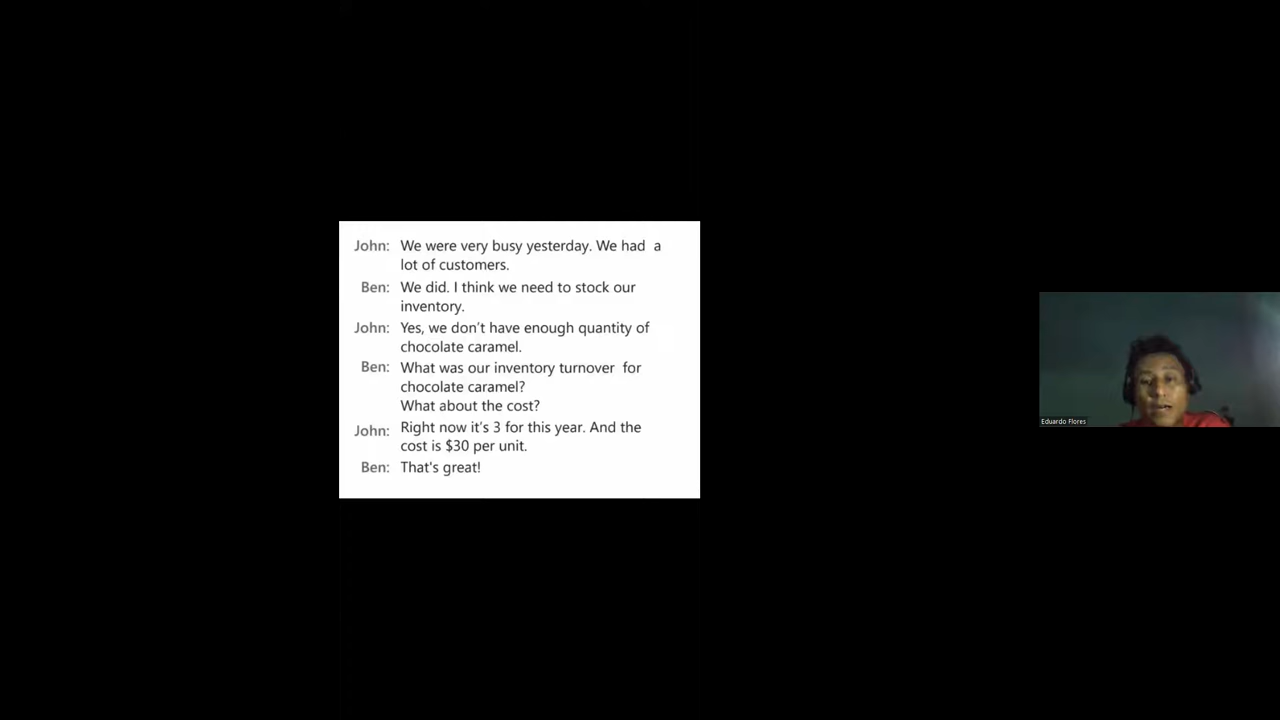 John: We were very busy yesterday. We had a
lot of customers.
Ben: We did. I think we need to stock our
inventory.
John: Yes, we don't have enough quantity of
chocolate caramel.
Ben: What was our inventory turnover for
chocolate caramel?
What about the cost?
John: Right now it's 3 for this year. And the
cost is $30 per unit.
Ben: That's great!
Eduardo Flores